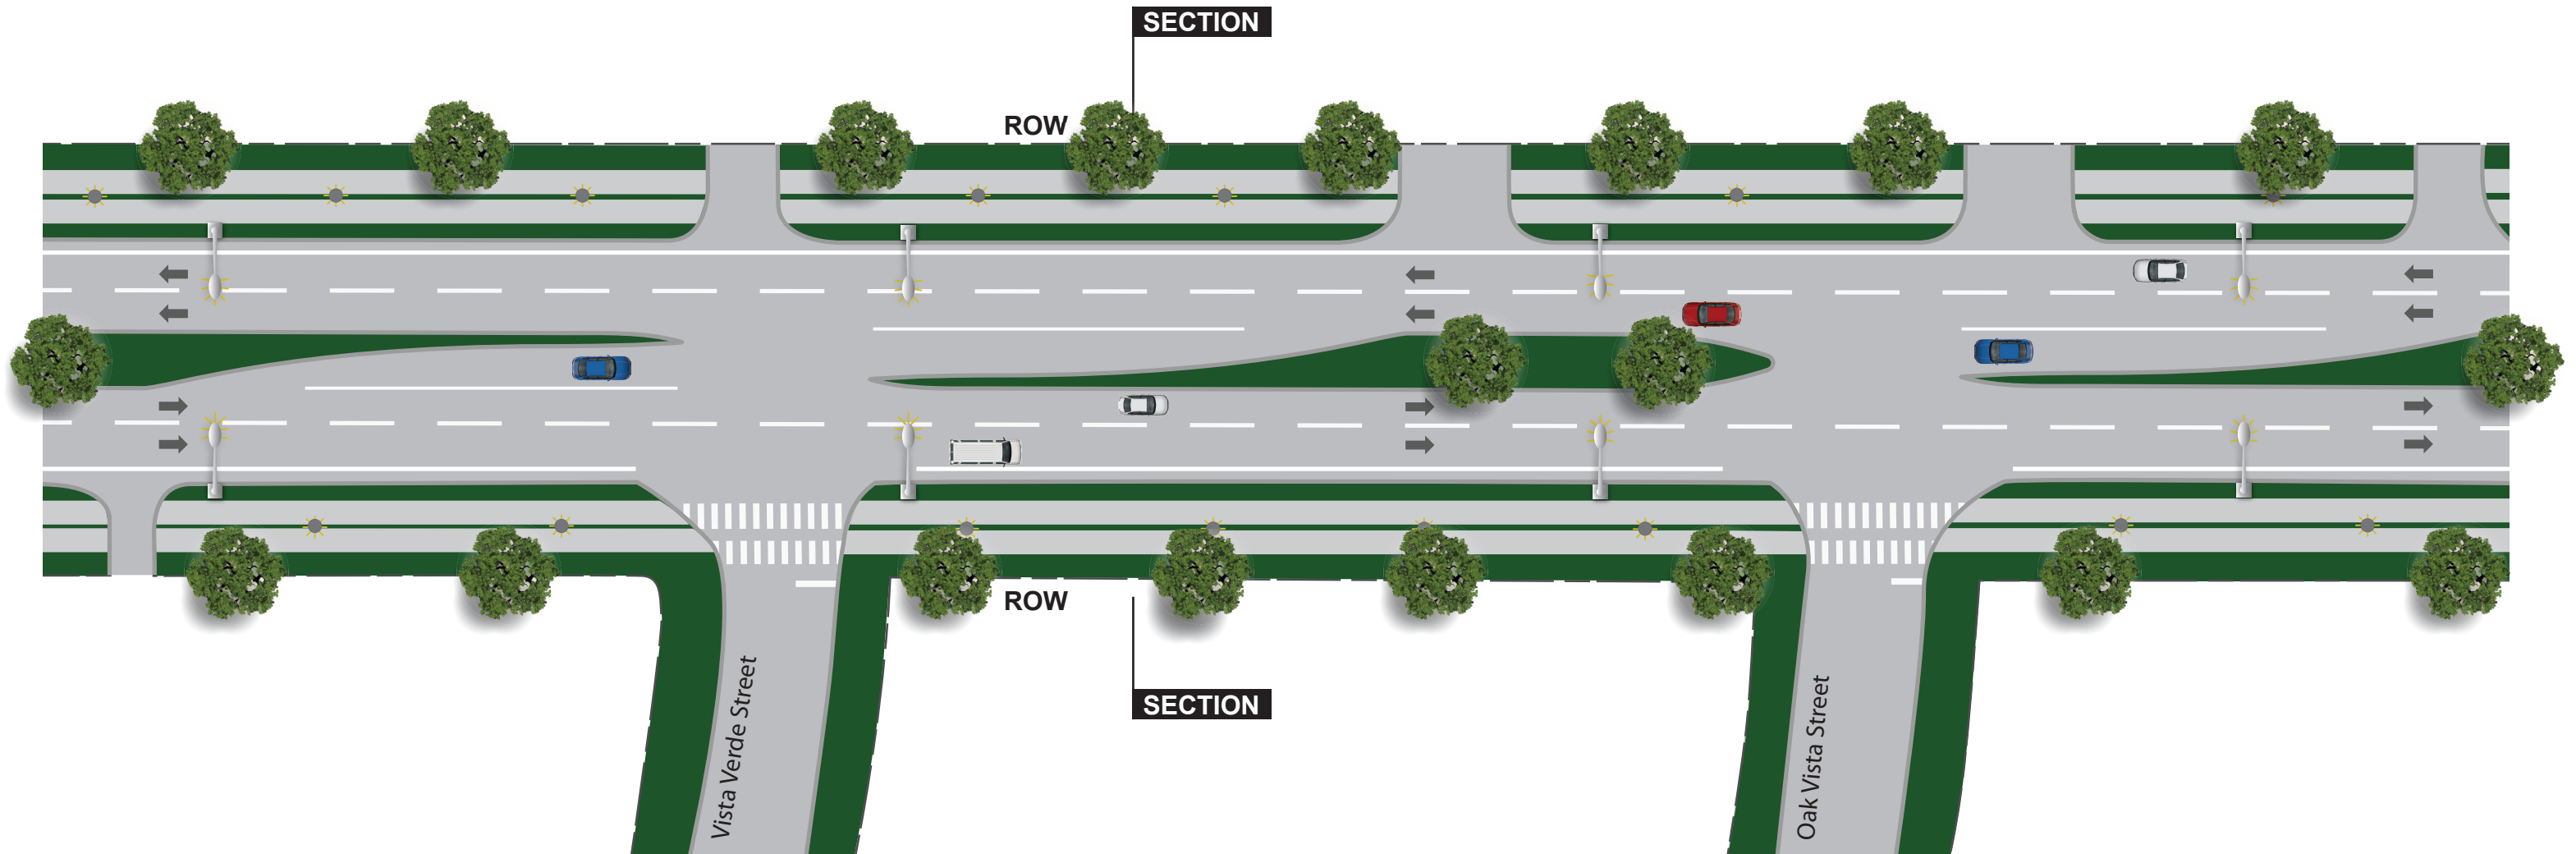 SECTION
ROW
ROW
SECTION
Vista Verde Street
Oak Vista Street